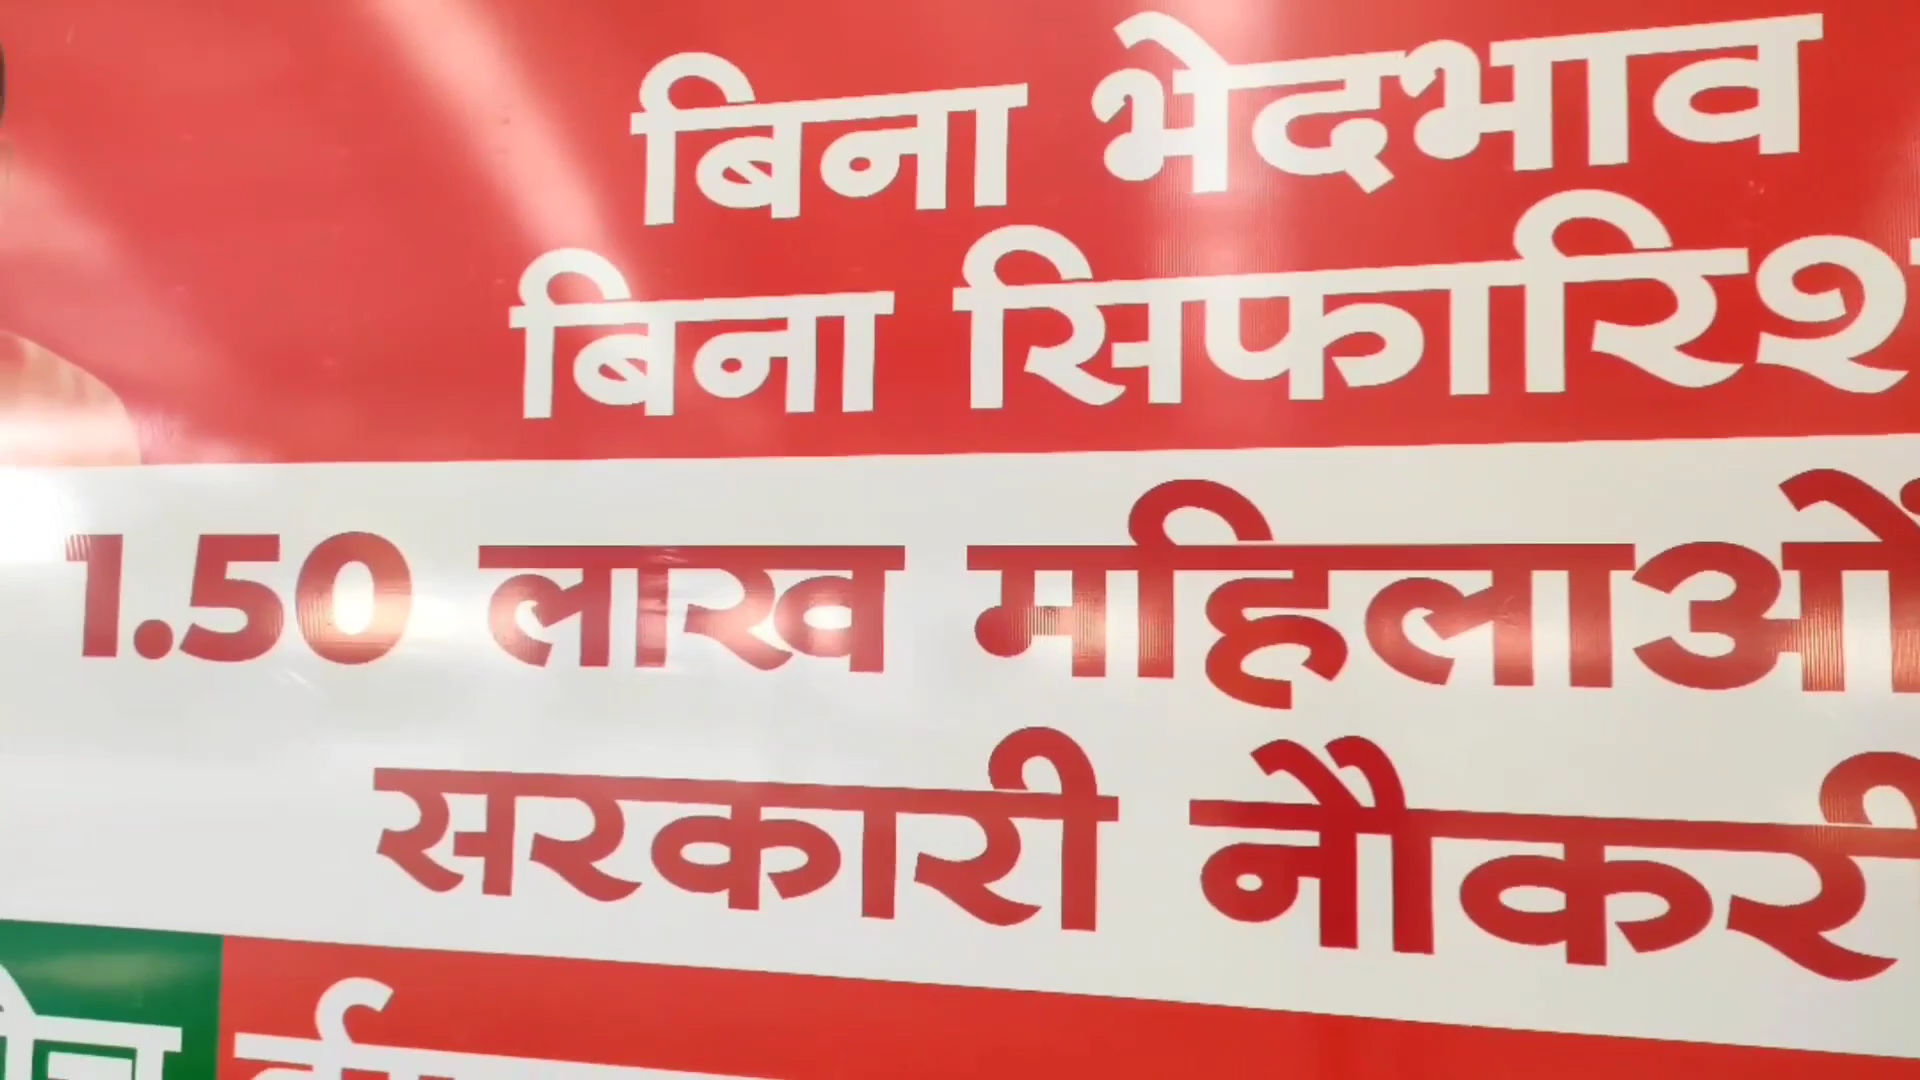 बिना भेदभाव
बिना सिफारिश
1.50 लाख महिलाओं
सरकारी नौकरी